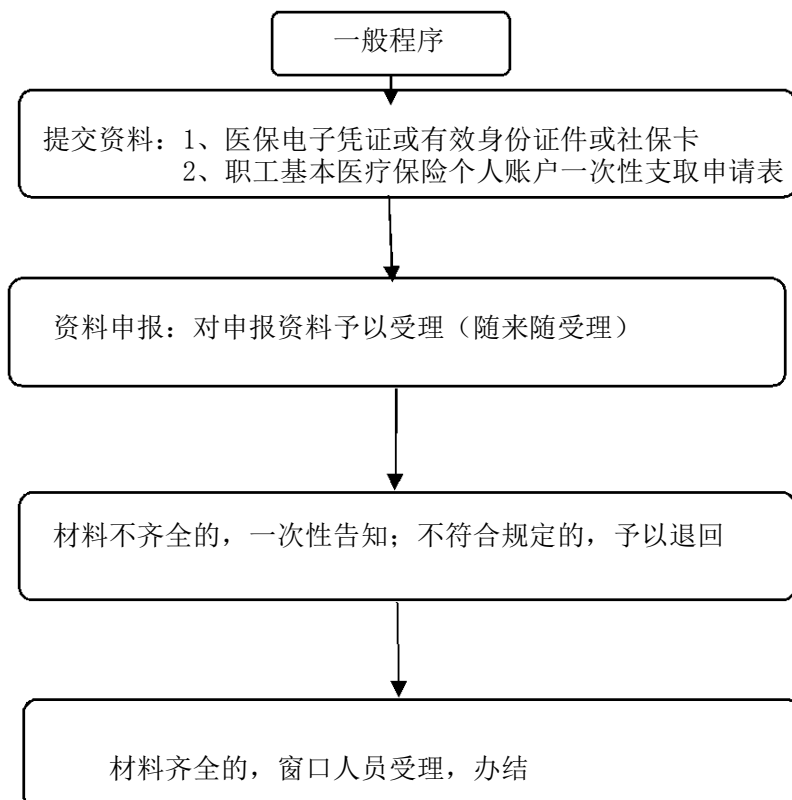 一般程序
提交资料：1、医保电子凭证或有效身份证件或社保卡
2、职工基本医疗保险个人账户一次性支取申请表
资料申报：对申报资料予以受理（随来随受理）
材料不齐全的，一次性告知；不符合规定的，予以退回
材料齐全的，窗口人员受理，办结